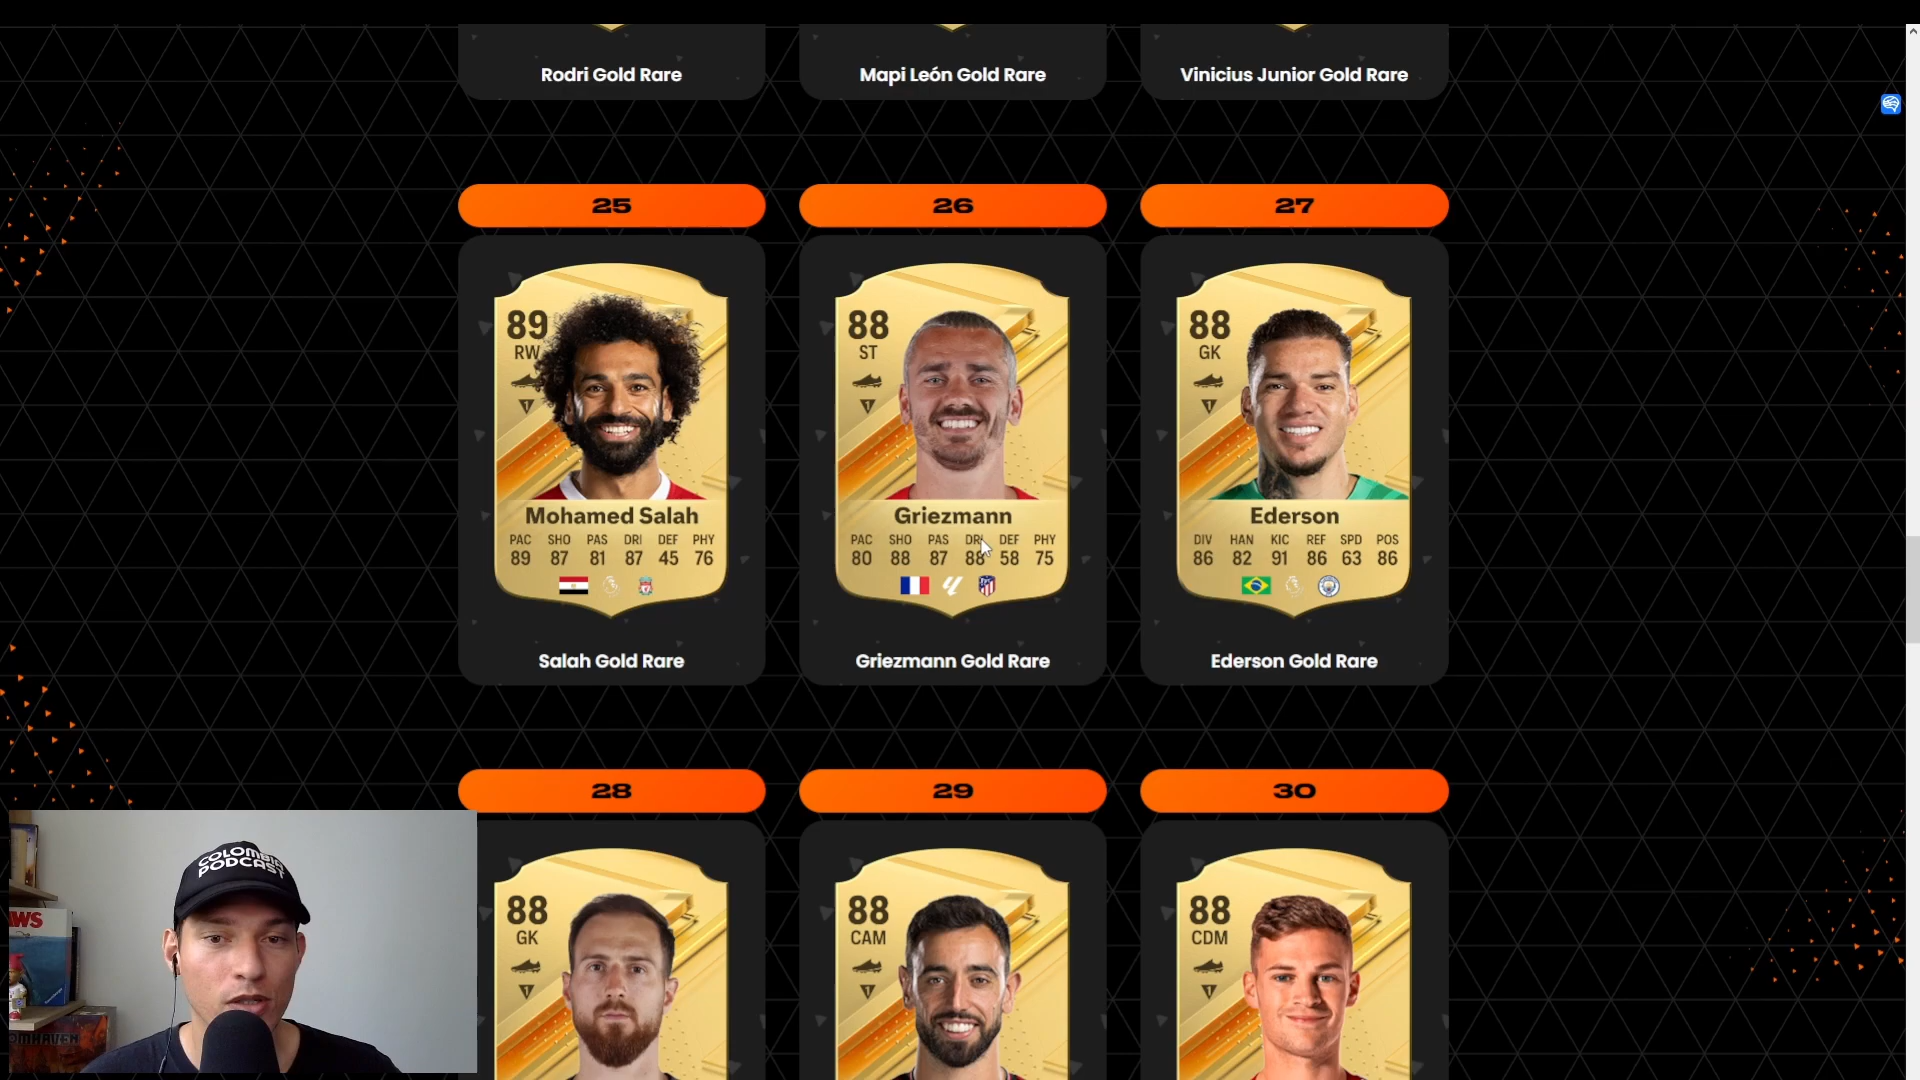 Rodri Gold Rare
Mapi León Gold Rare
Vinicius Junior Gold Rare
25
26
27
89
RW
Mohamed Salah
PAC SHO PAS DRI DEF PHY
89 87 81 87 45 76
Salah Gold Rare
88
ST
Griezmann
PAC SHO PAS DRI DEF PHY
80 88 87 88 58 75
Griezmann Gold Rare
88
GK
Ederson
DIV HAN KIC REF SPD POS
86 82 91 86 63 86
Ederson Gold Rare
28
29
30
88
GK
88
CAM
88
CDM
COLOMBIA
PODCAST